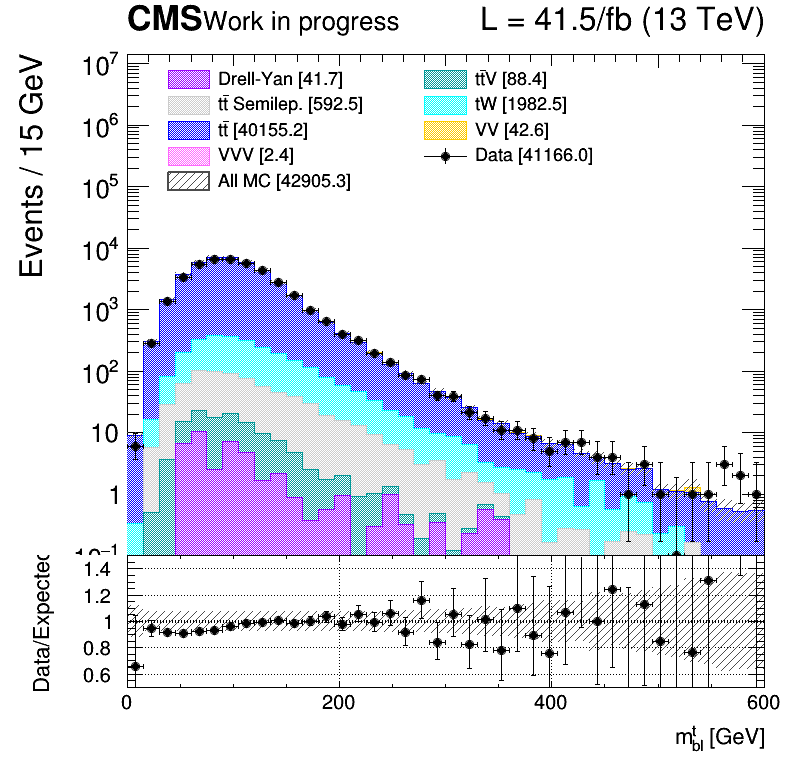 CMS Work in progress L = 41.5/fb (13 TeV)
Events / 15 GeV
10⁷
10⁶
10⁵
10⁴
10³
10²
10
1
10⁻¹
Drell-Yan [41.7]
tt̄ Semilep. [592.5]
tt̄ [40155.2]
VVV [2.4]
All MC [42905.3]
tt̄V [88.4]
tW [1982.5]
VV [42.6]
Data [41166.0]
Data/Expected
1.4
1.2
1
0.8
0.6
0 200 400 600
mᵗ_bl [GeV]